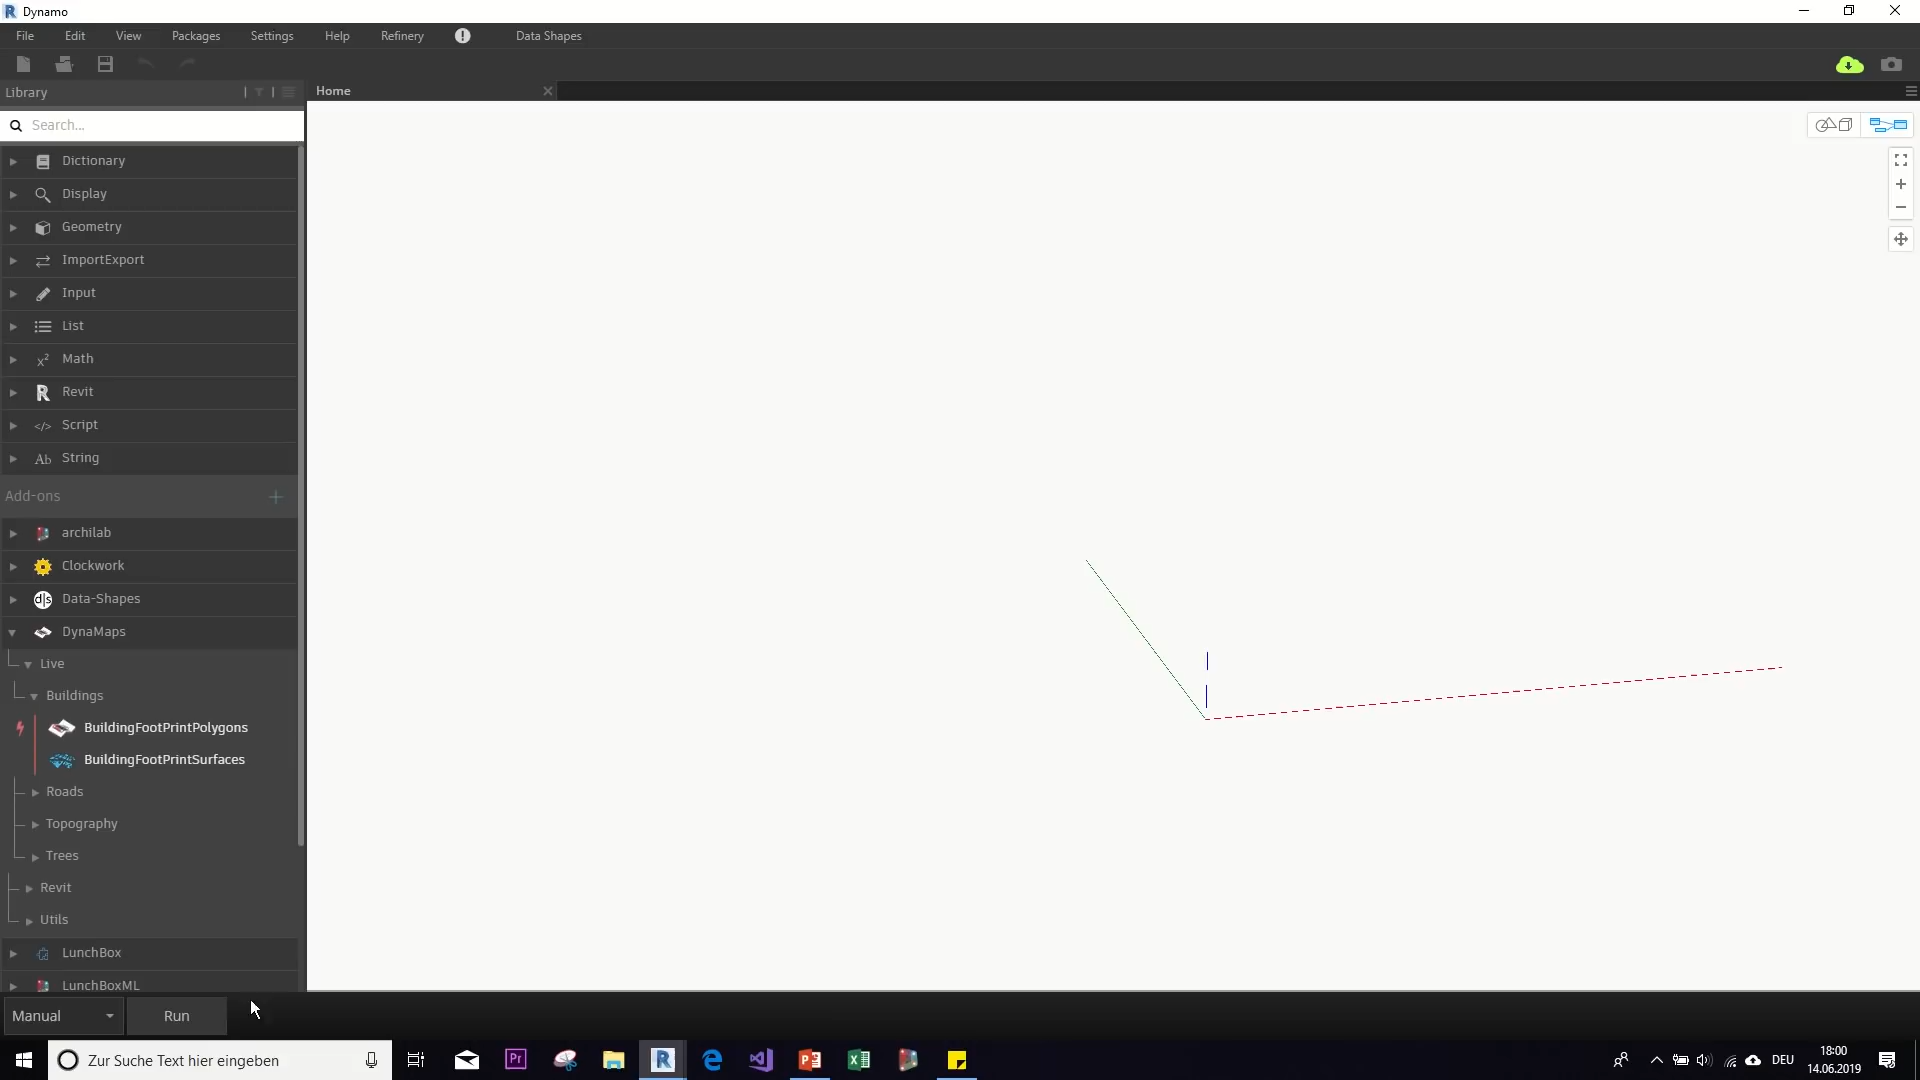 Dynamo
File Edit View Packages Settings Help Refinery Data Shapes
Library
Home
Search...
Dictionary
Display
Geometry
ImportExport
Input
List
Math
Revit
Script
Ab String
Add-ons
archilab
Clockwork
d|s Data-Shapes
DynaMaps
Live
Buildings
BuildingFootPrintPolygons
BuildingFootPrintSurfaces
Roads
Topography
Trees
Revit
Utils
LunchBox
LunchBoxML
Manual Run
Zur Suche Text hier eingeben
DEU
18:00
14.06.2019